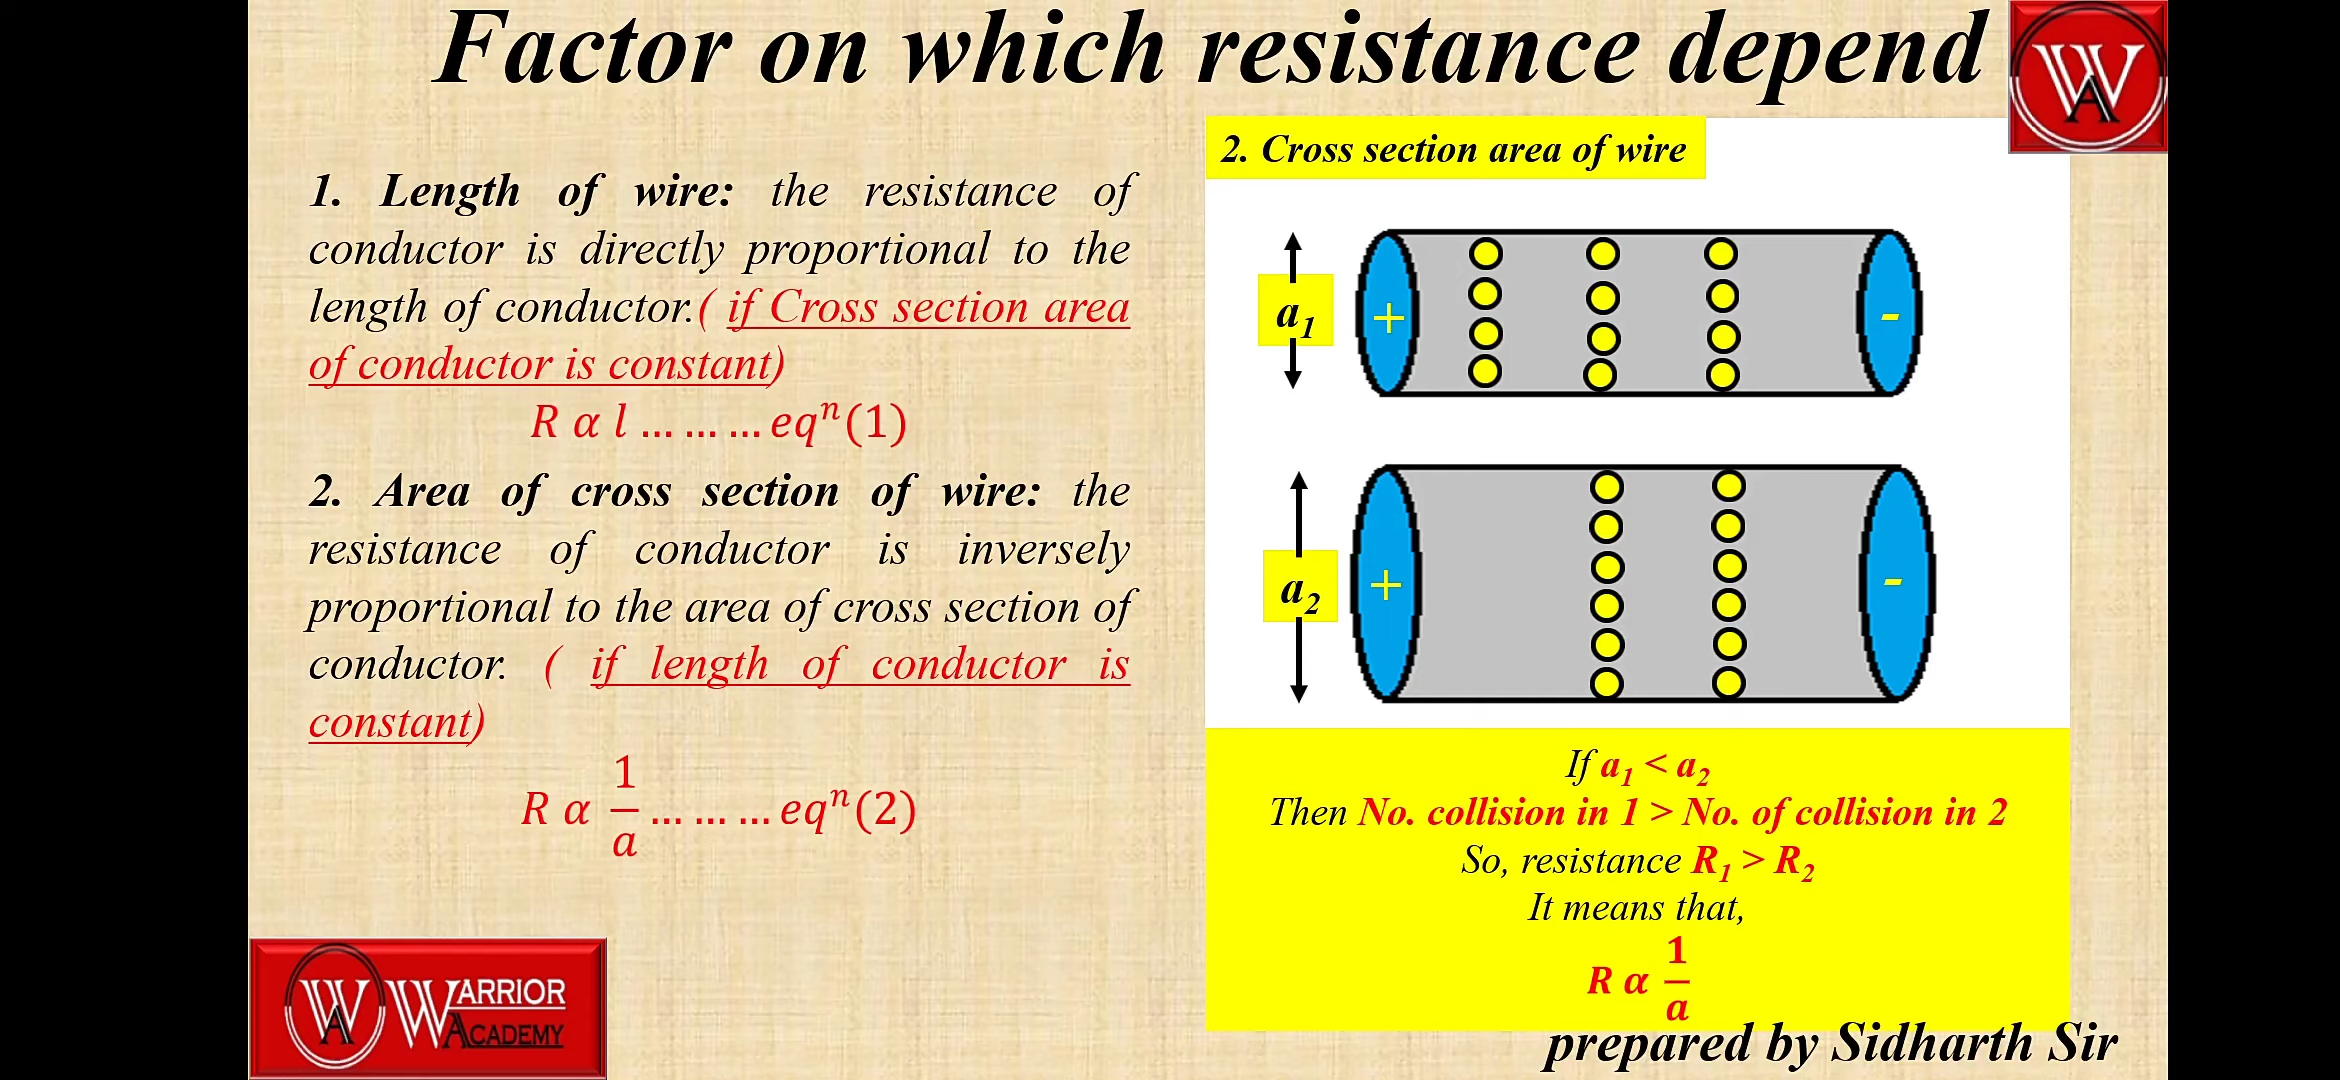 Factor on which resistance depend
WA
1. Length of wire: the resistance of
conductor is directly proportional to the
length of conductor.( if Cross section area
of conductor is constant)
R α l ... ... ... eqⁿ(1)
2. Area of cross section of wire: the
resistance of conductor is inversely
proportional to the area of cross section of
conductor. ( if length of conductor is
constant)
R α 1/a ... ... ... eqⁿ(2)
2. Cross section area of wire
a₁
+
-
a₂
+
-
If a₁ < a₂
Then No. collision in 1 > No. of collision in 2
So, resistance R₁ > R₂
It means that,
R α 1/a
WA WARRIOR
ACADEMY
prepared by Sidharth Sir